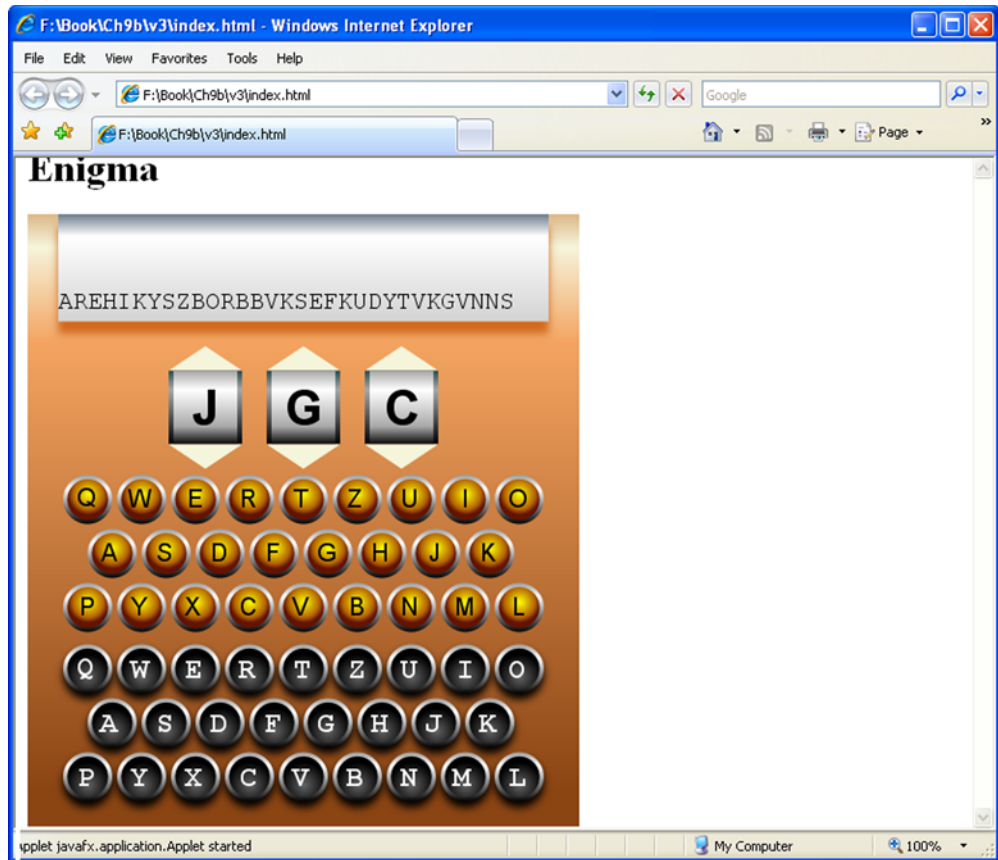 F:\Book\Ch9b\v3\index.html - Windows Internet Explorer
File Edit View Favorites Tools Help
F:\Book\Ch9b\v3\index.html Google
F:\Book\Ch9b\v3\index.html Page
Enigma
AREHIKYSZBORBBVKSEFKUDYTVKGVNNS
J G C
Q W E R T Z U I O
A S D F G H J K
P Y X C V B N M L
Q W E R T Z U I O
A S D F G H J K
P Y X C V B N M L
pplet javafx.application.Applet started My Computer 100%